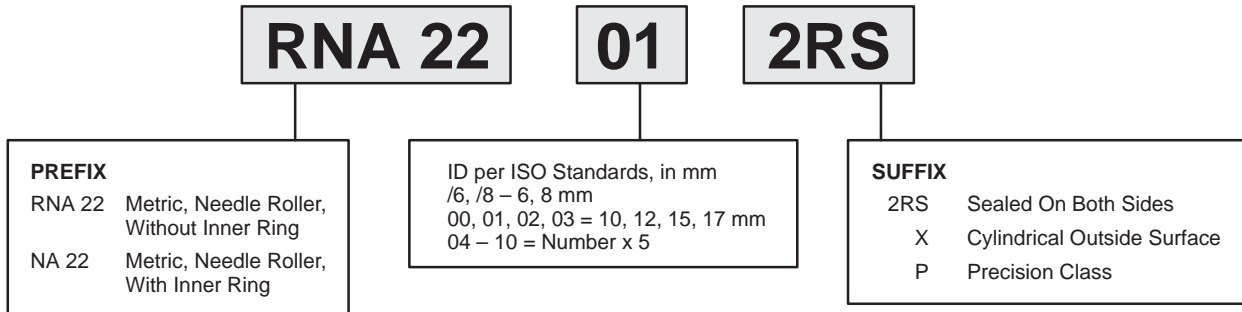 RNA 22 01 2RS
PREFIX
RNA 22 Metric, Needle Roller,
Without Inner Ring
NA 22 Metric, Needle Roller,
With Inner Ring
ID per ISO Standards, in mm
/6, /8 – 6, 8 mm
00, 01, 02, 03 = 10, 12, 15, 17 mm
04 – 10 = Number x 5
SUFFIX
2RS Sealed On Both Sides
X Cylindrical Outside Surface
P Precision Class